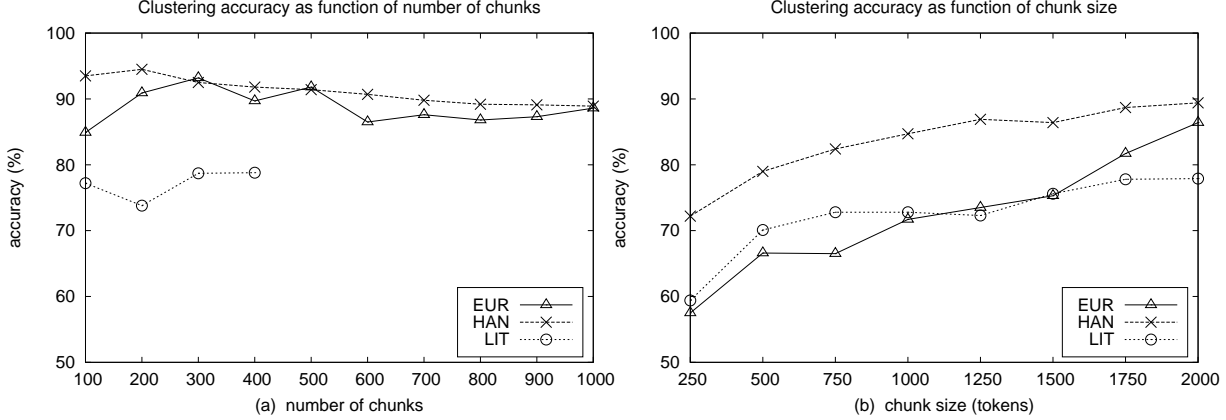 Clustering accuracy as function of number of chunks
100
90
80
70
60
50
accuracy (%)
EUR
HAN
LIT
100 200 300 400 500 600 700 800 900 1000
(a) number of chunks
Clustering accuracy as function of chunk size
100
90
80
70
60
50
accuracy (%)
EUR
HAN
LIT
250 500 750 1000 1250 1500 1750 2000
(b) chunk size (tokens)